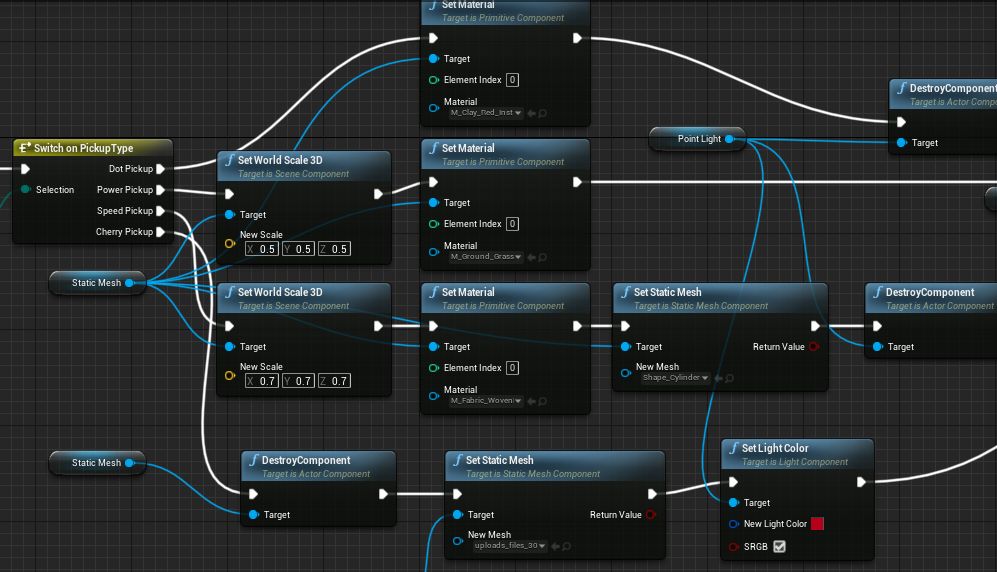 Set Material
Target is Primitive Component
Target
Element Index 0
Material
M_Clay_Red_Inst
DestroyComponent
Target is Actor Compone
Target
Point Light
Switch on PickupType
Selection
Dot Pickup
Power Pickup
Speed Pickup
Cherry Pickup
Set World Scale 3D
Target is Scene Component
Target
New Scale
X 0.5 Y 0.5 Z 0.5
Set Material
Target is Primitive Component
Target
Element Index 0
Material
M_Ground_Grass
Static Mesh
Set World Scale 3D
Target is Scene Component
Target
New Scale
X 0.7 Y 0.7 Z 0.7
Set Material
Target is Primitive Component
Target
Element Index 0
Material
M_Fabric_Woven
Set Static Mesh
Target is Static Mesh Component
Target
Return Value
New Mesh
Shape_Cylinder
DestroyComponent
Target is Actor Component
Target
Static Mesh
DestroyComponent
Target is Actor Component
Target
Set Static Mesh
Target is Static Mesh Component
Target
Return Value
New Mesh
uploads_files_30
Set Light Color
Target is Light Component
Target
New Light Color
SRGB